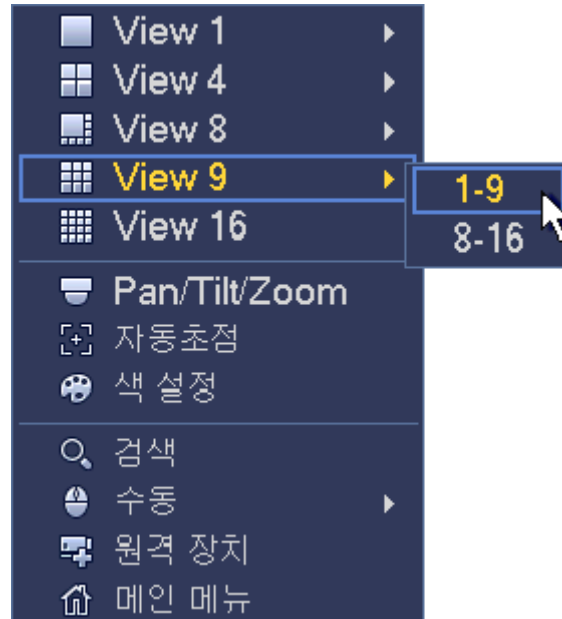 View 1
View 4
View 8
View 9
1-9
View 16
8-16
Pan/Tilt/Zoom
자동초점
색 설정
검색
수동
원격 장치
메인 메뉴